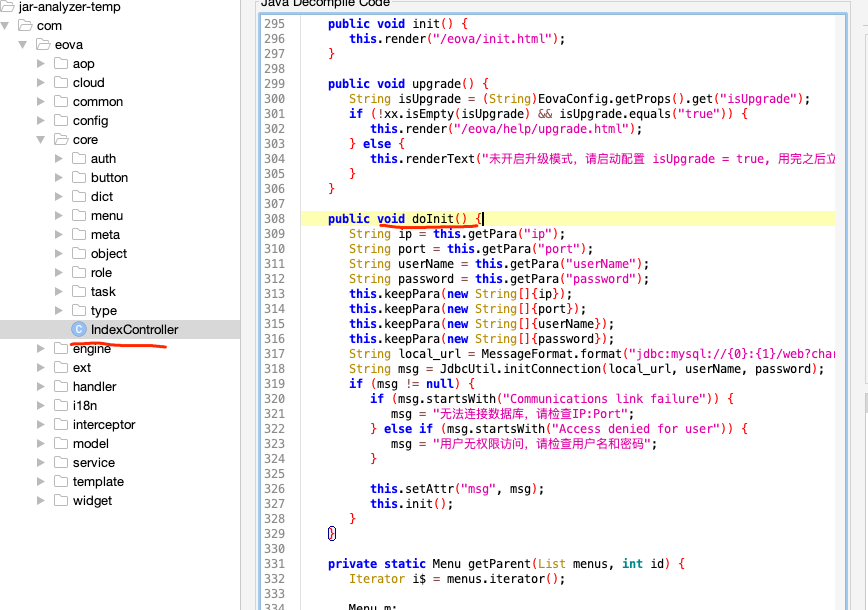 jar-analyzer-temp
com
eova
aop
cloud
common
config
core
auth
button
dict
menu
meta
object
role
task
type
IndexController
engine
ext
handler
i18n
interceptor
model
service
template
widget
Java Decompile Code
295 public void init() {
296 this.render("/eova/init.html");
297 }
298
299 public void upgrade() {
300 String isUpgrade = (String)EovaConfig.getProps().get("isUpgrade");
301 if (!xx.isEmpty(isUpgrade) && isUpgrade.equals("true")) {
302 this.render("/eova/help/upgrade.html");
303 } else {
304 this.renderText("未开启升级模式，请启动配置 isUpgrade = true, 用完之后立
305 }
306 }
307
308 public void doInit() {
309 String ip = this.getPara("ip");
310 String port = this.getPara("port");
311 String userName = this.getPara("userName");
312 String password = this.getPara("password");
313 this.keepPara(new String[]{ip});
314 this.keepPara(new String[]{port});
315 this.keepPara(new String[]{userName});
316 this.keepPara(new String[]{password});
317 String local_url = MessageFormat.format("jdbc:mysql://{0}:{1}/web?char
318 String msg = JdbcUtil.initConnection(local_url, userName, password);
319 if (msg != null) {
320 if (msg.startsWith("Communications link failure")) {
321 msg = "无法连接数据库，请检查IP:Port";
322 } else if (msg.startsWith("Access denied for user")) {
323 msg = "用户无权限访问，请检查用户名和密码";
324 }
325
326 this.setAttr("msg", msg);
327 this.init();
328 }
329 }
330
331 private static Menu getParent(List menus, int id) {
332 Iterator i$ = menus.iterator();
333
334 Menu m;